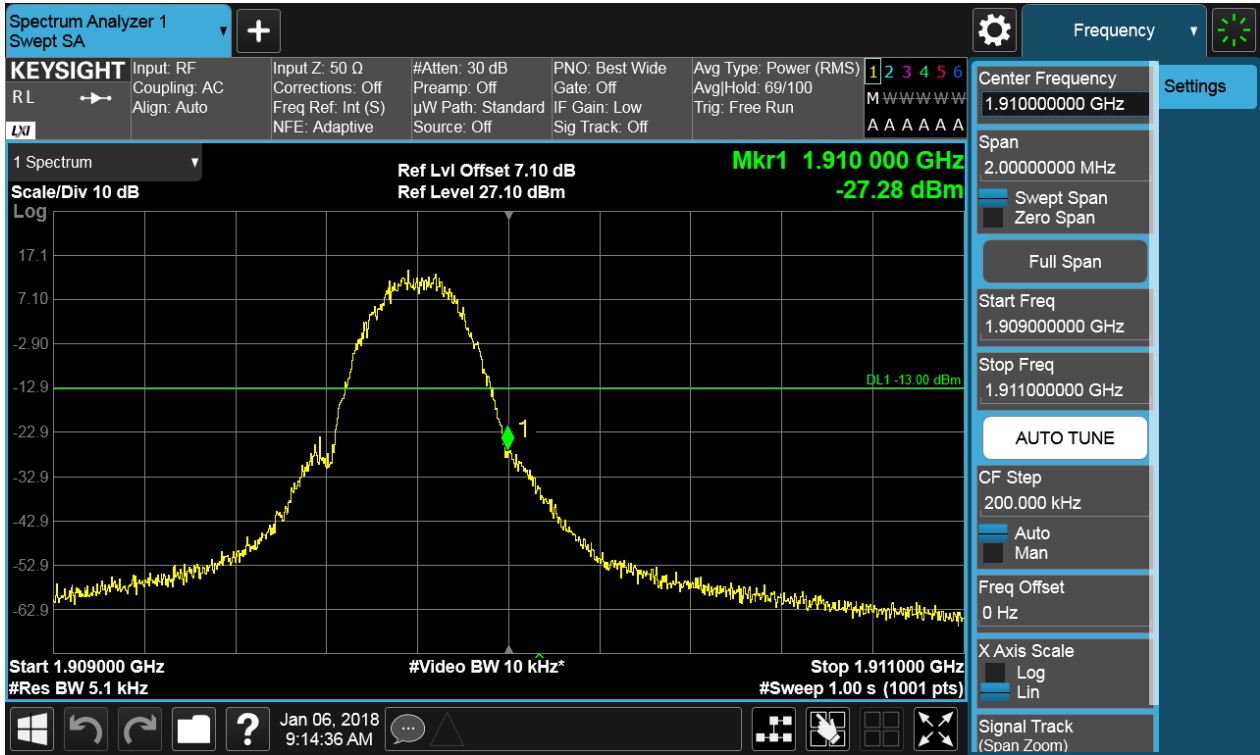 Spectrum Analyzer 1
Swept SA
Frequency
KEYSIGHT
RL
LXI
Input: RF
Coupling: AC
Align: Auto
Input Z: 50 Ω
Corrections: Off
Freq Ref: Int (S)
NFE: Adaptive
#Atten: 30 dB
Preamp: Off
µW Path: Standard
Source: Off
PNO: Best Wide
Gate: Off
IF Gain: Low
Sig Track: Off
Avg Type: Power (RMS)
Avg|Hold: 69/100
Trig: Free Run
1 2 3 4 5 6
M W W W W W
A A A A A A
1 Spectrum
Scale/Div 10 dB
Ref Lvl Offset 7.10 dB
Ref Level 27.10 dBm
Mkr1 1.910 000 GHz
-27.28 dBm
Log
17.1
7.10
-2.90
-12.9
-22.9
-32.9
-42.9
-52.9
-62.9
DL1 -13.00 dBm
1
Start 1.909000 GHz
#Res BW 5.1 kHz
#Video BW 10 kHz*
Stop 1.911000 GHz
#Sweep 1.00 s (1001 pts)
Center Frequency
1.910000000 GHz
Settings
Span
2.00000000 MHz
Swept Span
Zero Span
Full Span
Start Freq
1.909000000 GHz
Stop Freq
1.911000000 GHz
AUTO TUNE
CF Step
200.000 kHz
Auto
Man
Freq Offset
0 Hz
X Axis Scale
Log
Lin
Signal Track
(Span Zoom)
?
Jan 06, 2018
9:14:36 AM